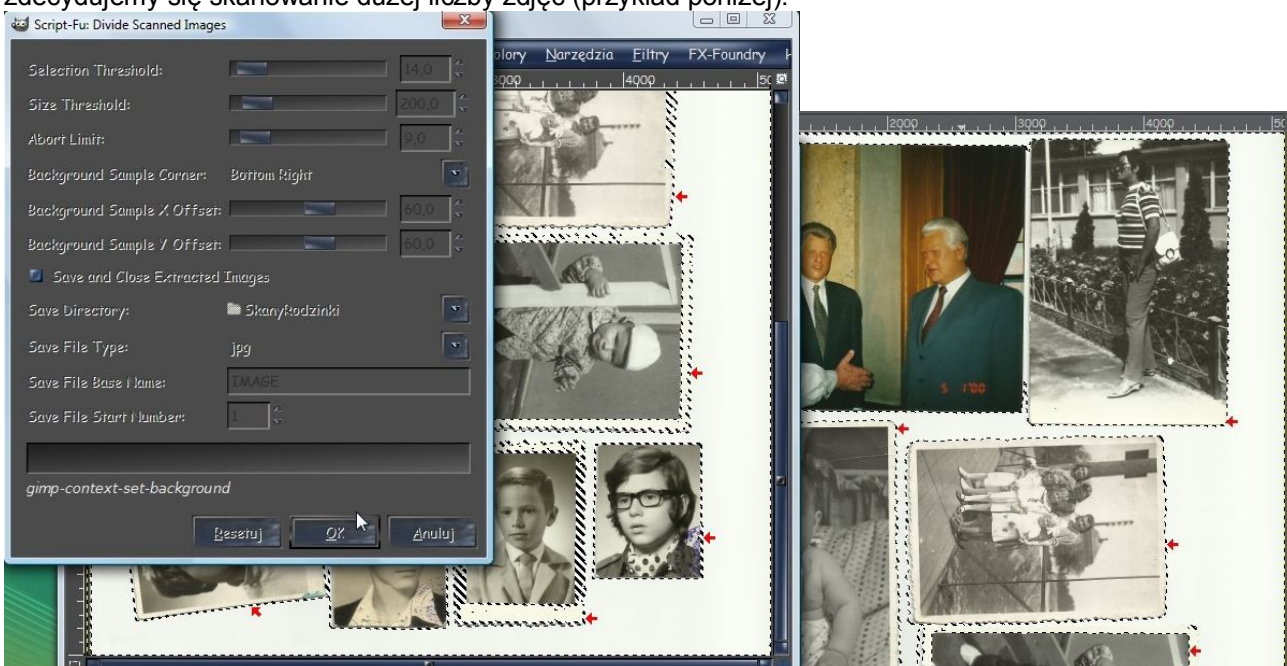 zdecydujemy się skanowanie dużej liczby zdjęć (przykład poniżej).
Script-Fu: Divide Scanned Images
olory Narzędzia Filtry FX-Foundry
Selection Threshold: 14,0
Size Threshold: 200,0
Abort Limit: 9,0
Background Sample Corner: Bottom Right
Background Sample X Offset: 60,0
Background Sample Y Offset: 60,0
Save and Close Extracted Images
Save Directory: SkanyRodzinki
Save File Type: jpg
Save File Base Name: IMAGE
Save File Start Number: 1
gimp-context-set-background
Resetuj OK Anuluj
3000 4000 50
2000 3000 4000 50
5 1'00